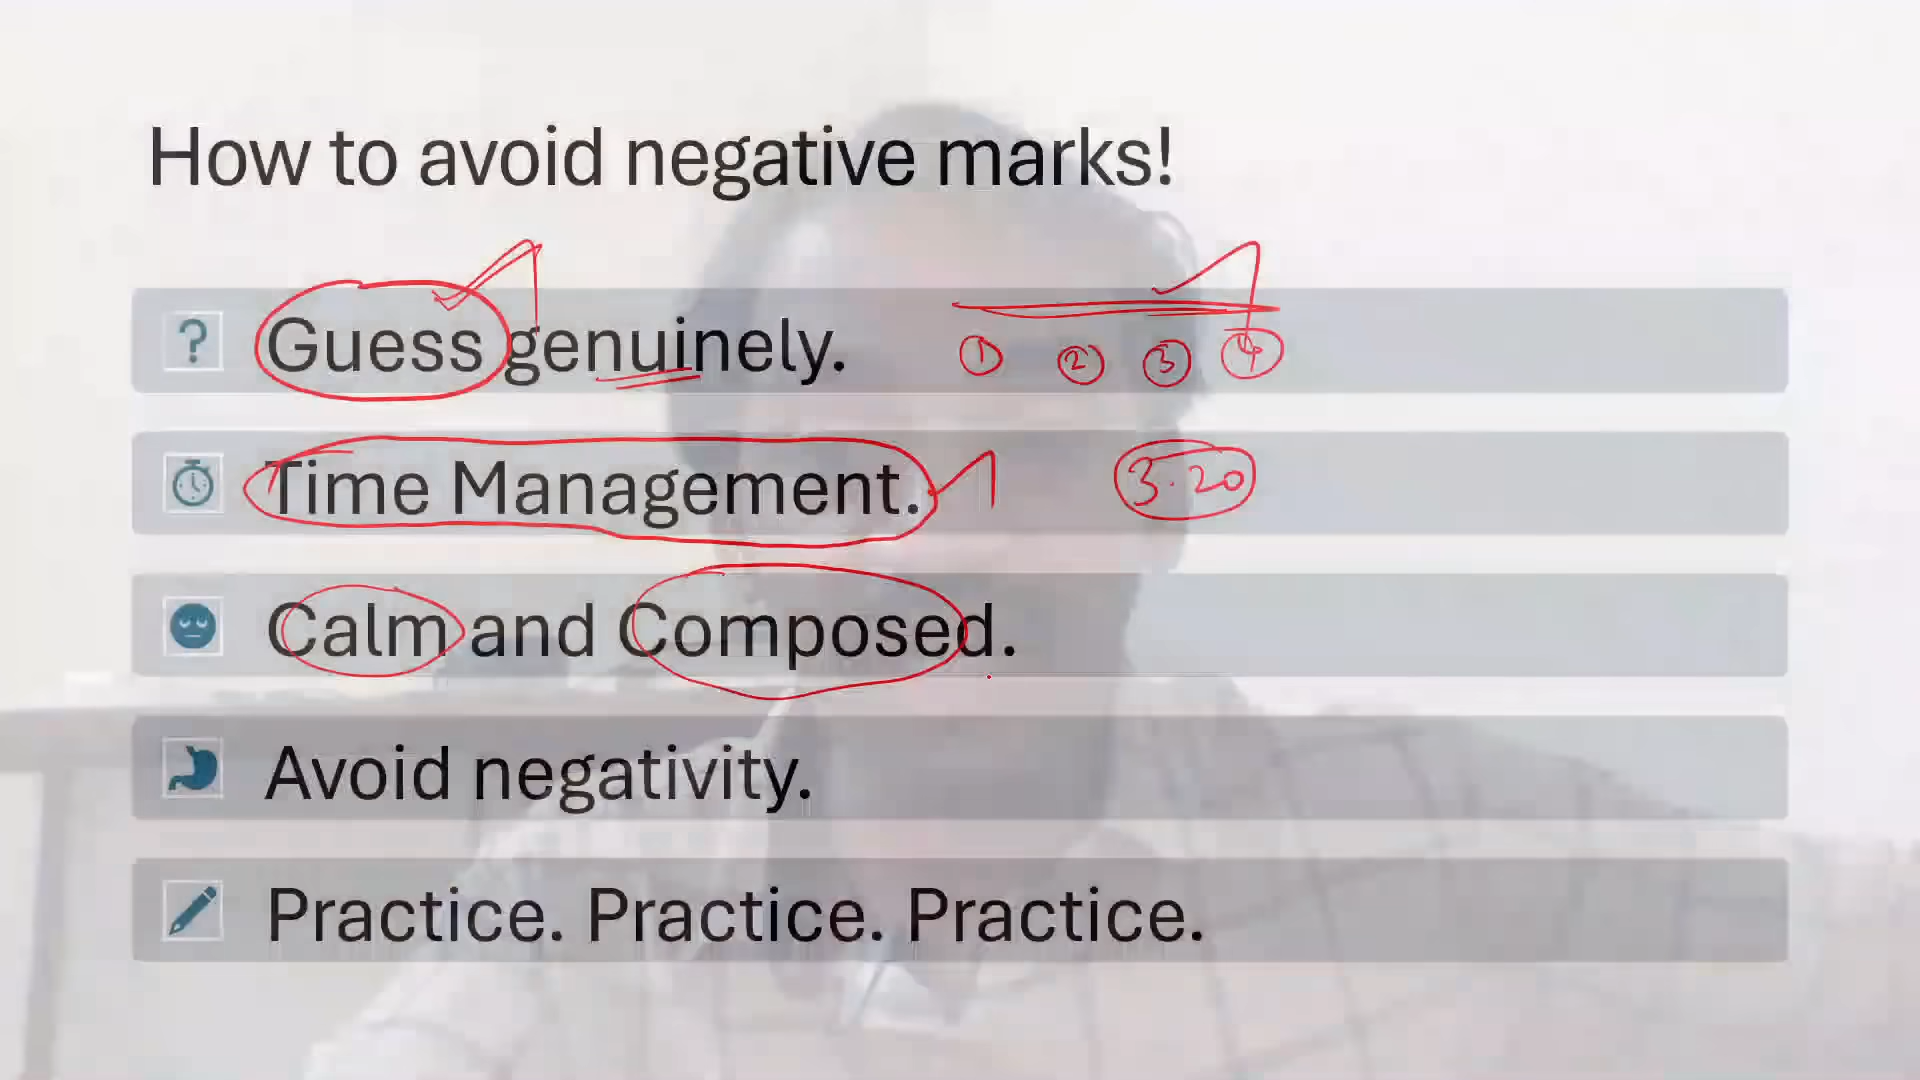 How to avoid negative marks!
Guess genuinely. 1 2 3 4
Time Management. 3.20
Calm and Composed.
Avoid negativity.
Practice. Practice. Practice.